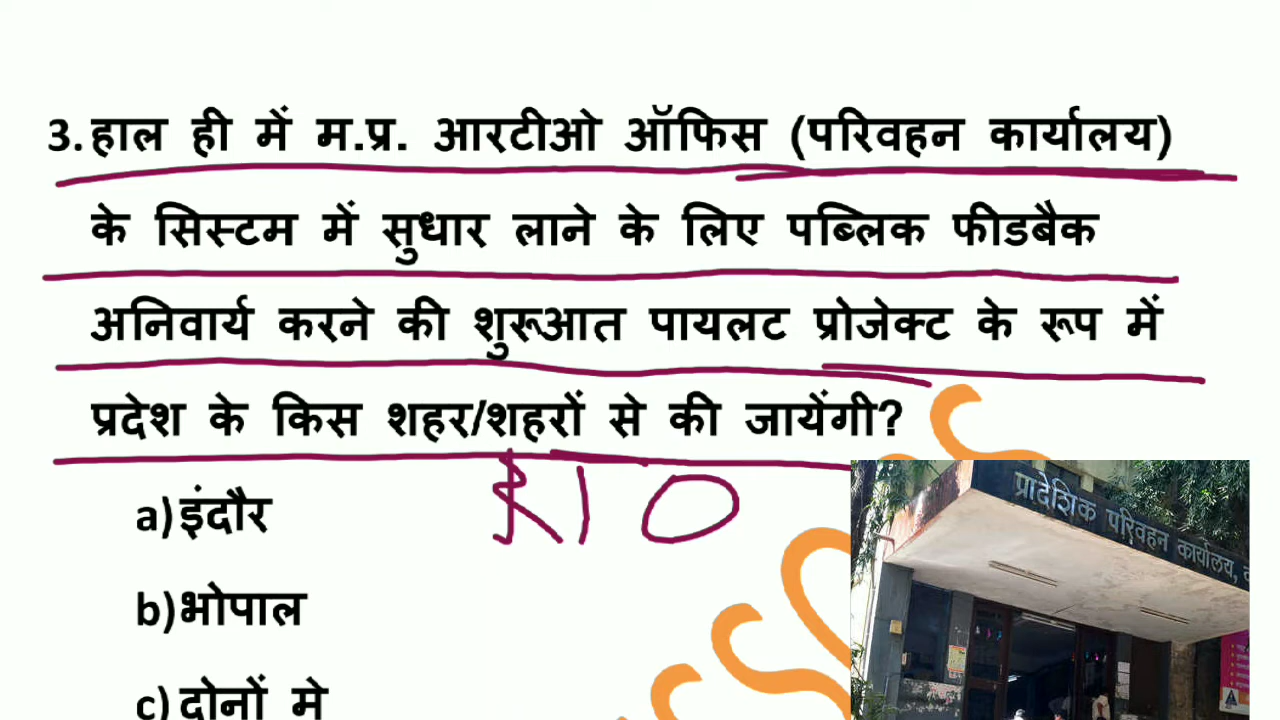 3. हाल ही में म.प्र. आरटीओ ऑफिस (परिवहन कार्यालय)
के सिस्टम में सुधार लाने के लिए पब्लिक फीडबैक
अनिवार्य करने की शुरूआत पायलट प्रोजेक्ट के रूप में
प्रदेश के किस शहर/शहरों से की जायेंगी?
a) इंदौर
b) भोपाल
c) दोनों मे
प्रादेशिक परिवहन कार्यालय,